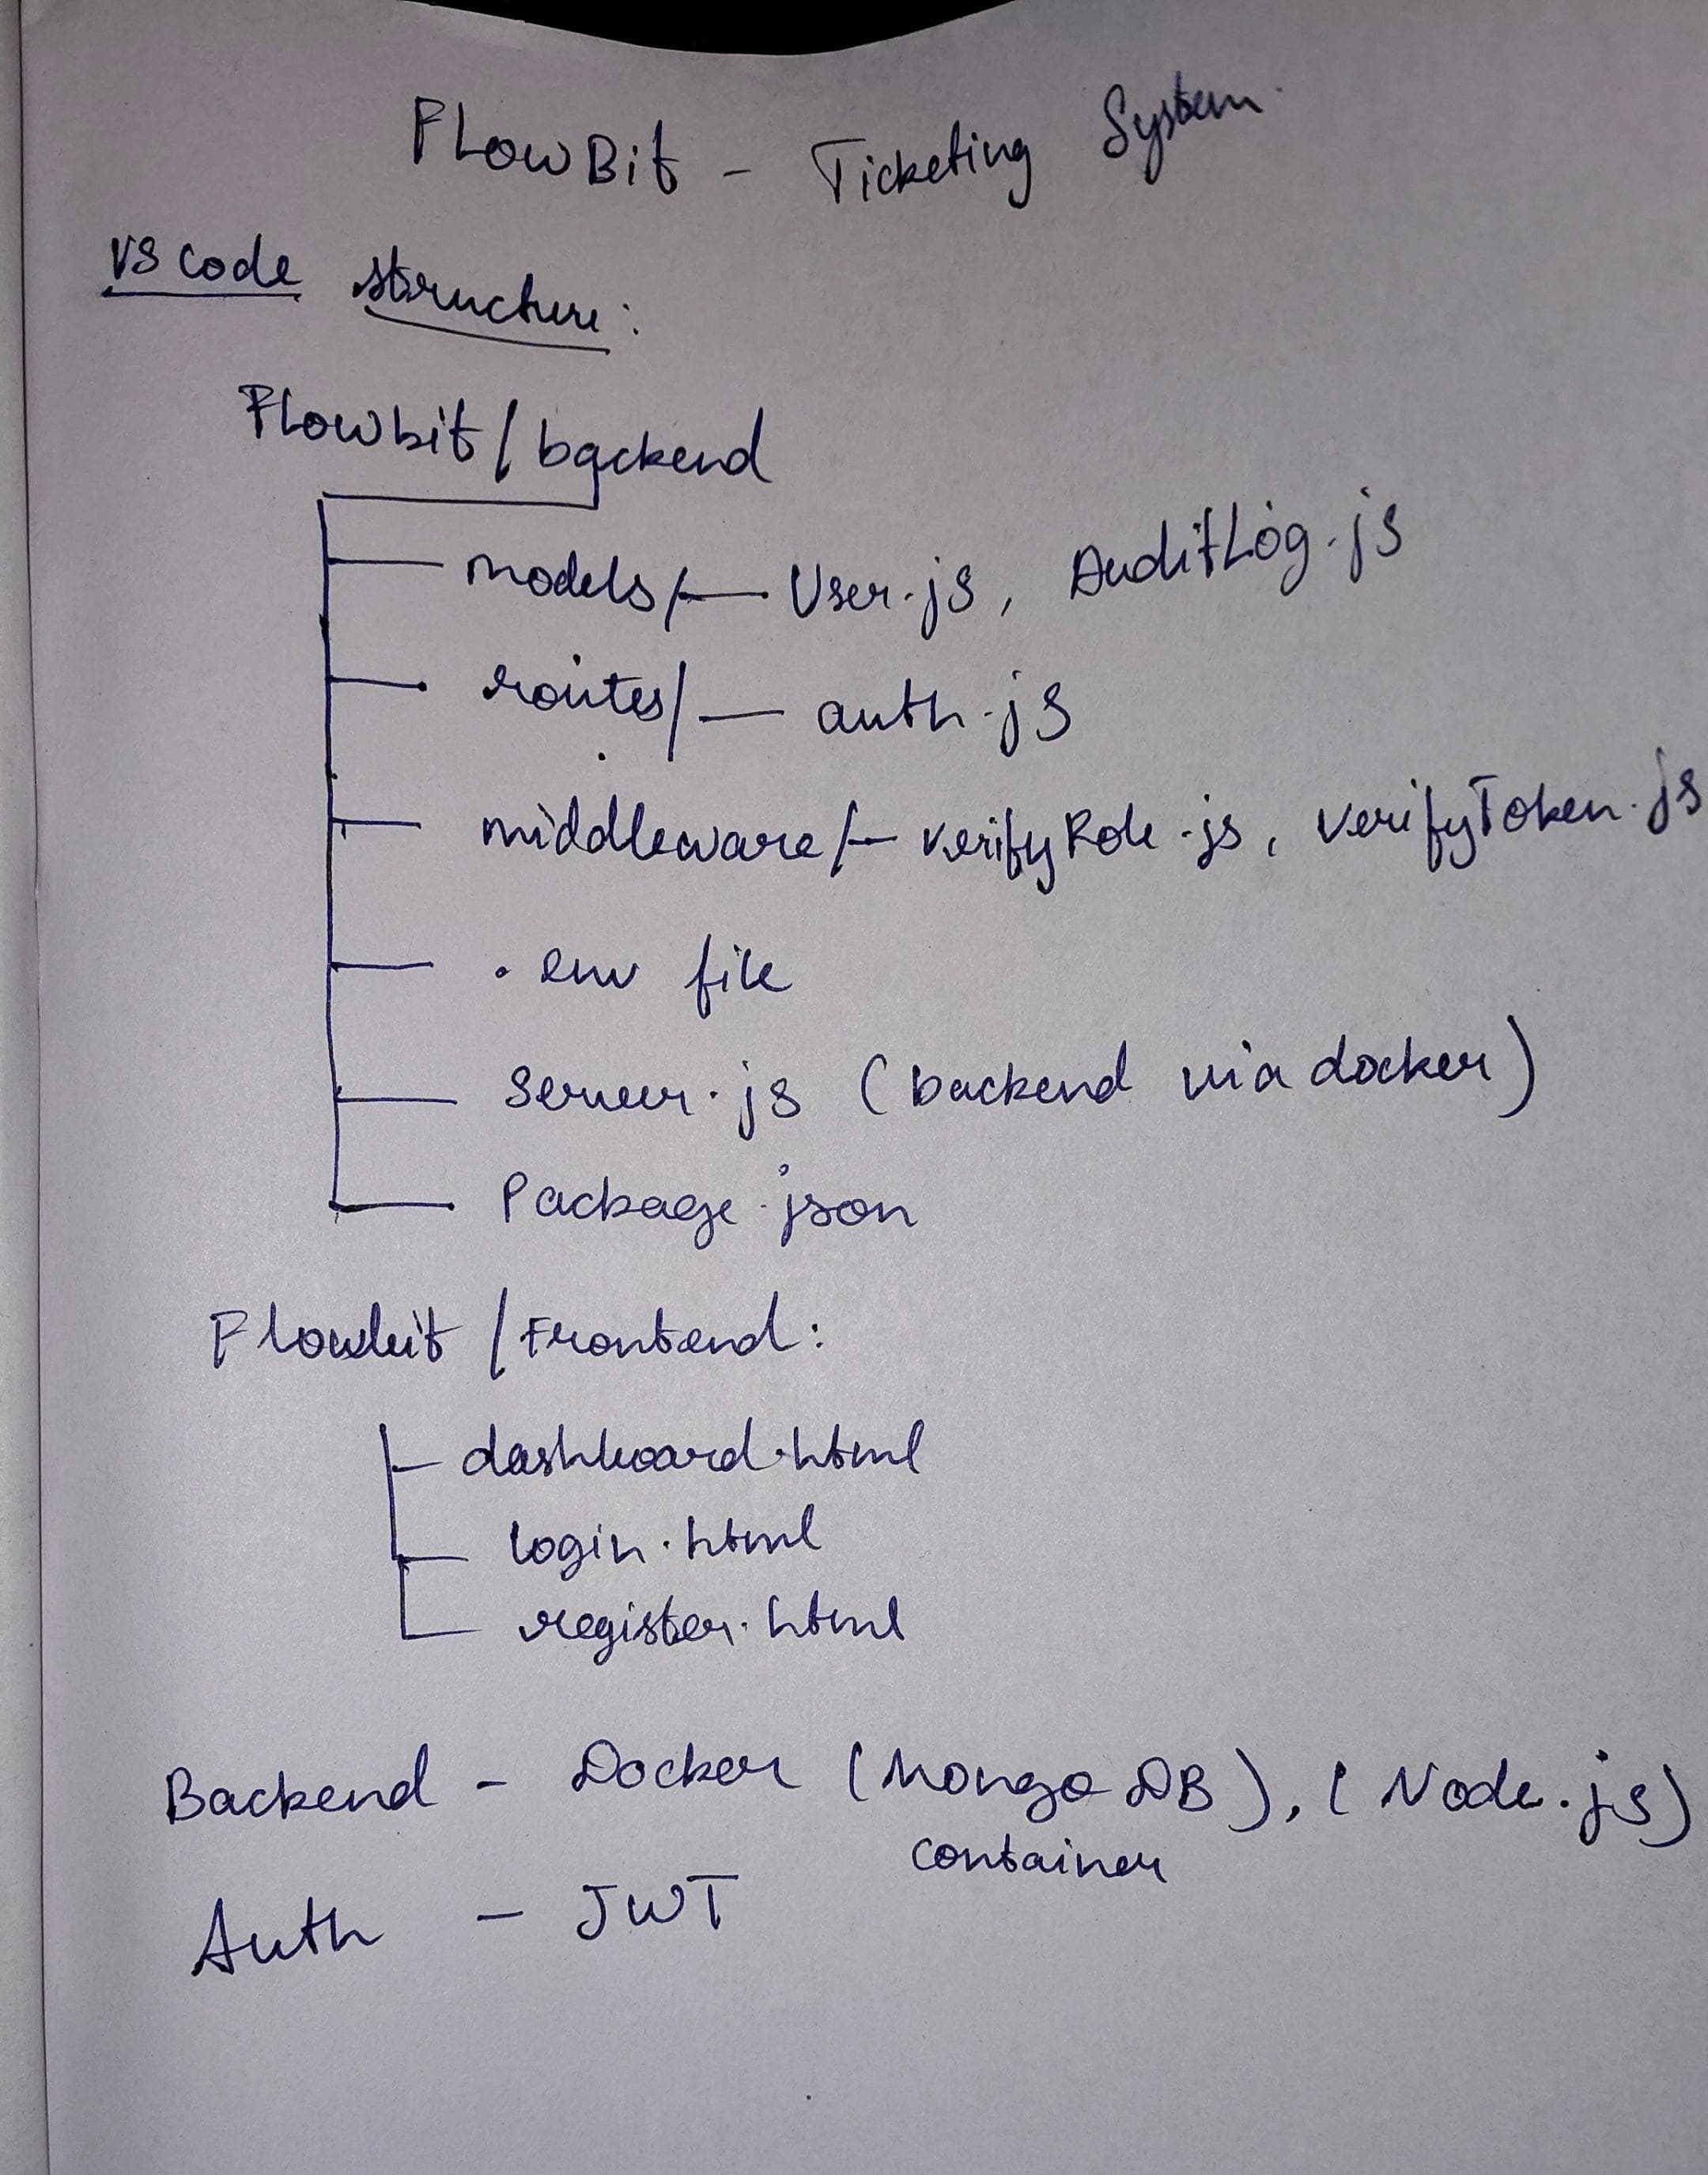 FLowBit - Ticketing System
VS Code structure:
Flowbit / backend
models/ — User.js, AuditLog.js
routes/ — auth.js
middleware/ — verifyRole.js, verifyToken.js
.env file
server.js (backend via docker)
Package.json
Flowbit / Frontend:
dashboard.html
login.html
register.html
Backend - Docker (MongoDB), (Node.js)
container
Auth - JWT